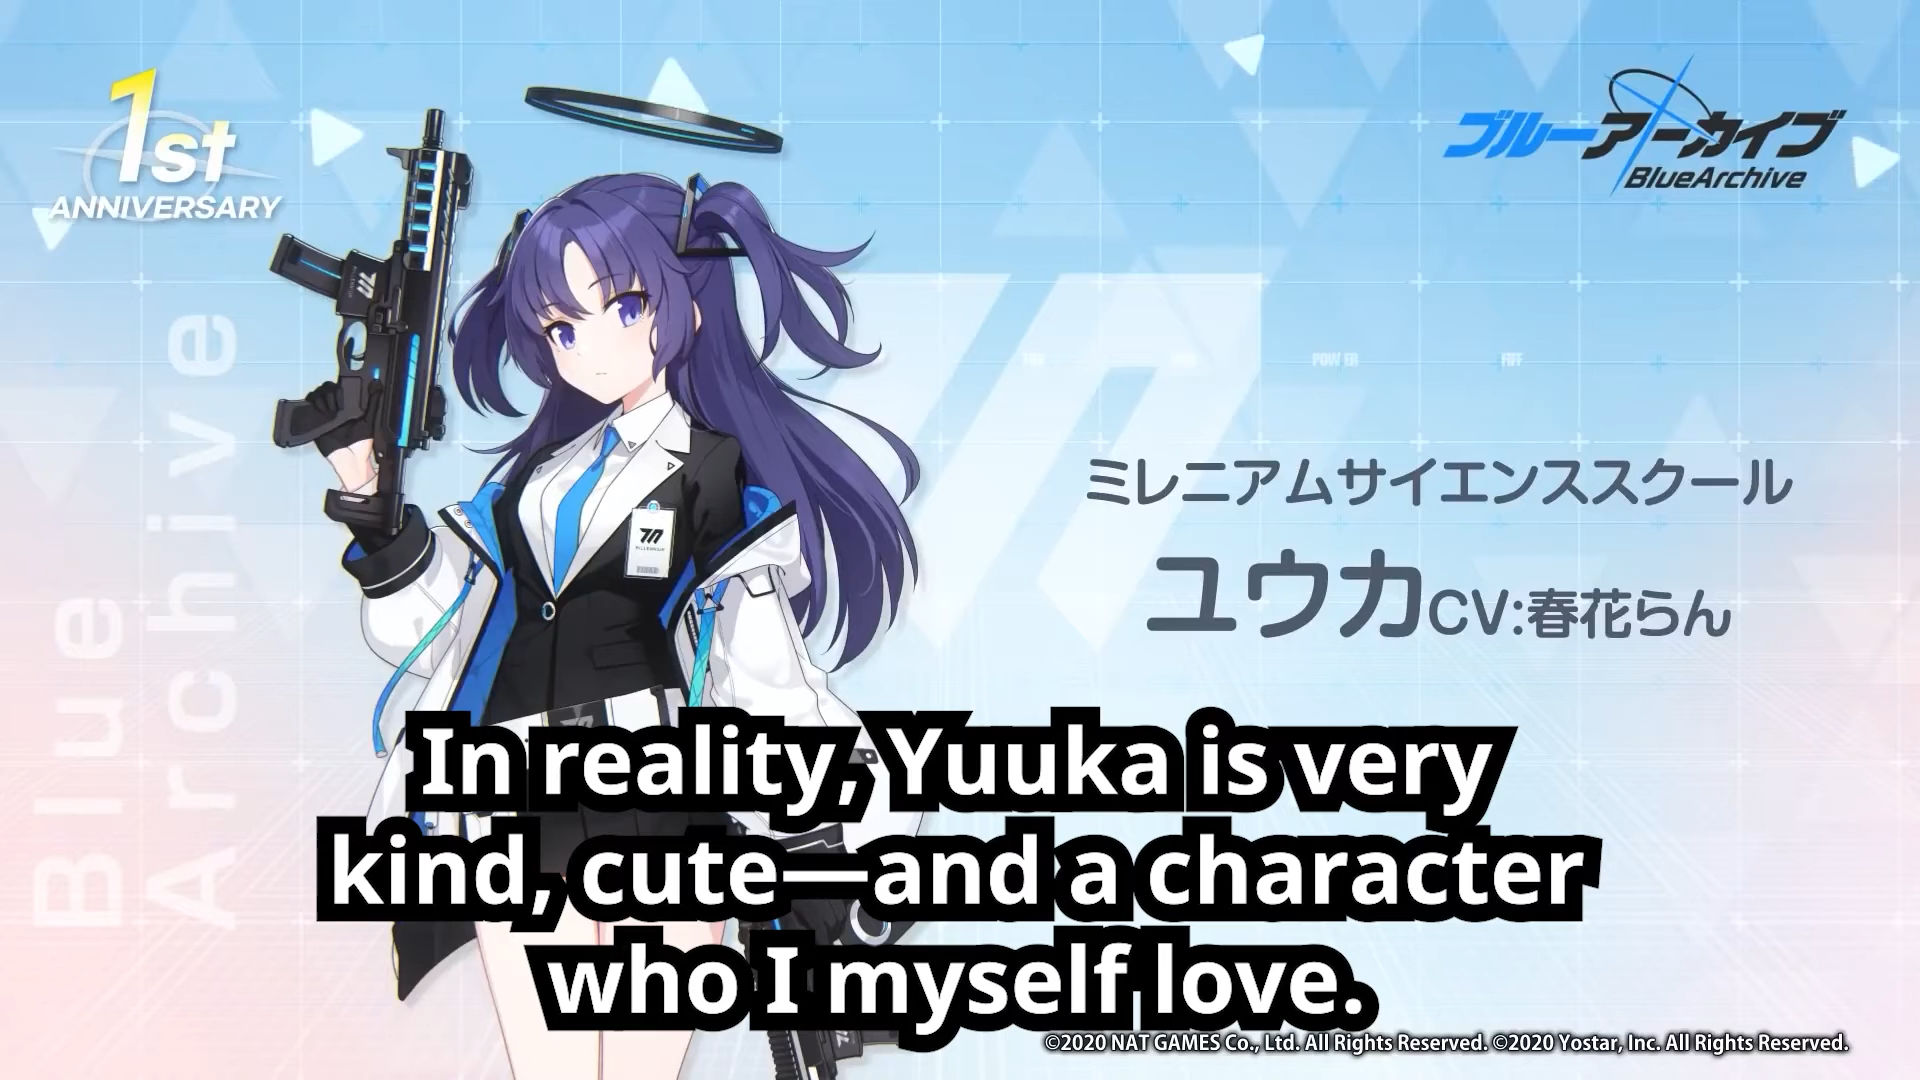 1st
ANNIVERSARY
ブルーアーカイブ
BlueArchive
Blue
Archive
POWER
MILLENNIUM
ミレニアムサイエンススクール
ユウカ CV:春花らん
In reality, Yuuka is very
kind, cute—and a character
who I myself love.
©2020 NAT GAMES Co., Ltd. All Rights Reserved. ©2020 Yostar, Inc. All Rights Reserved.